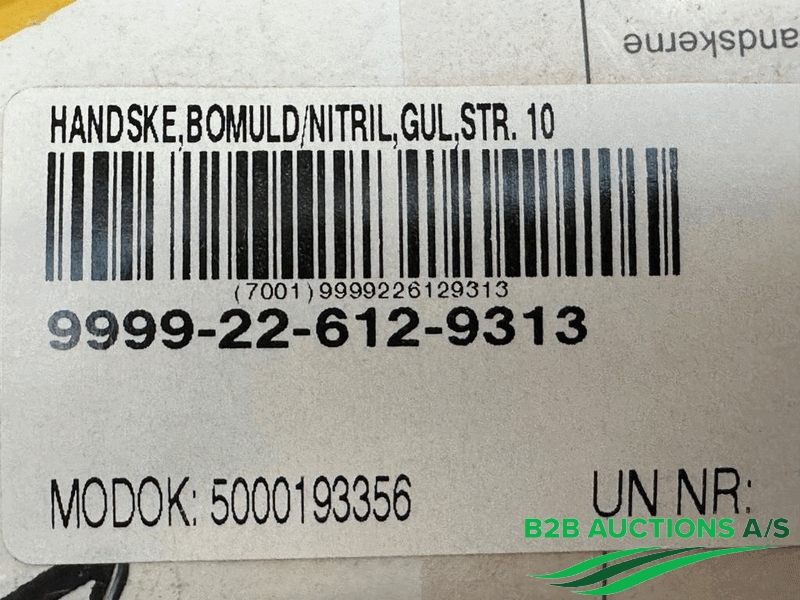 andskerne
HANDSKE,BOMULD/NITRIL,GUL,STR. 10
(7001)9999226129313
9999-22-612-9313
MODOK: 5000193356
UN NR:
B2B AUCTIONS A/S